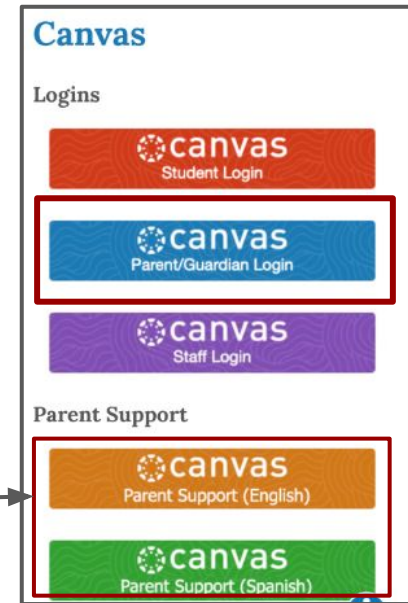 Canvas
Logins
canvas
Student Login
canvas
Parent/Guardian Login
canvas
Staff Login
Parent Support
canvas
Parent Support (English)
canvas
Parent Support (Spanish)